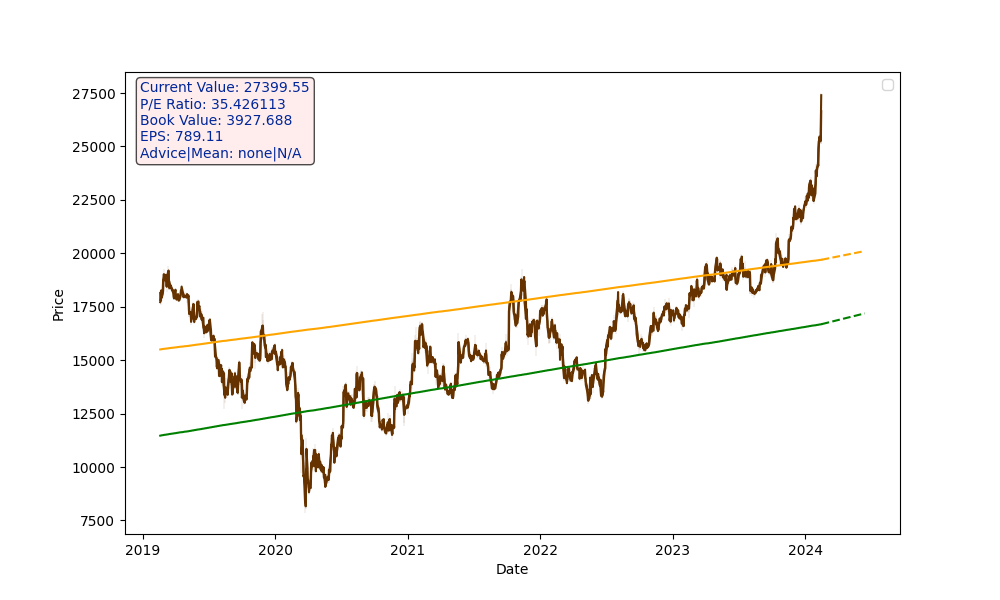 Current Value: 27399.55
P/E Ratio: 35.426113
Book Value: 3927.688
EPS: 789.11
Advice|Mean: none|N/A
27500
25000
22500
20000
17500
15000
12500
10000
7500
Price
2019 2020 2021 2022 2023 2024
Date